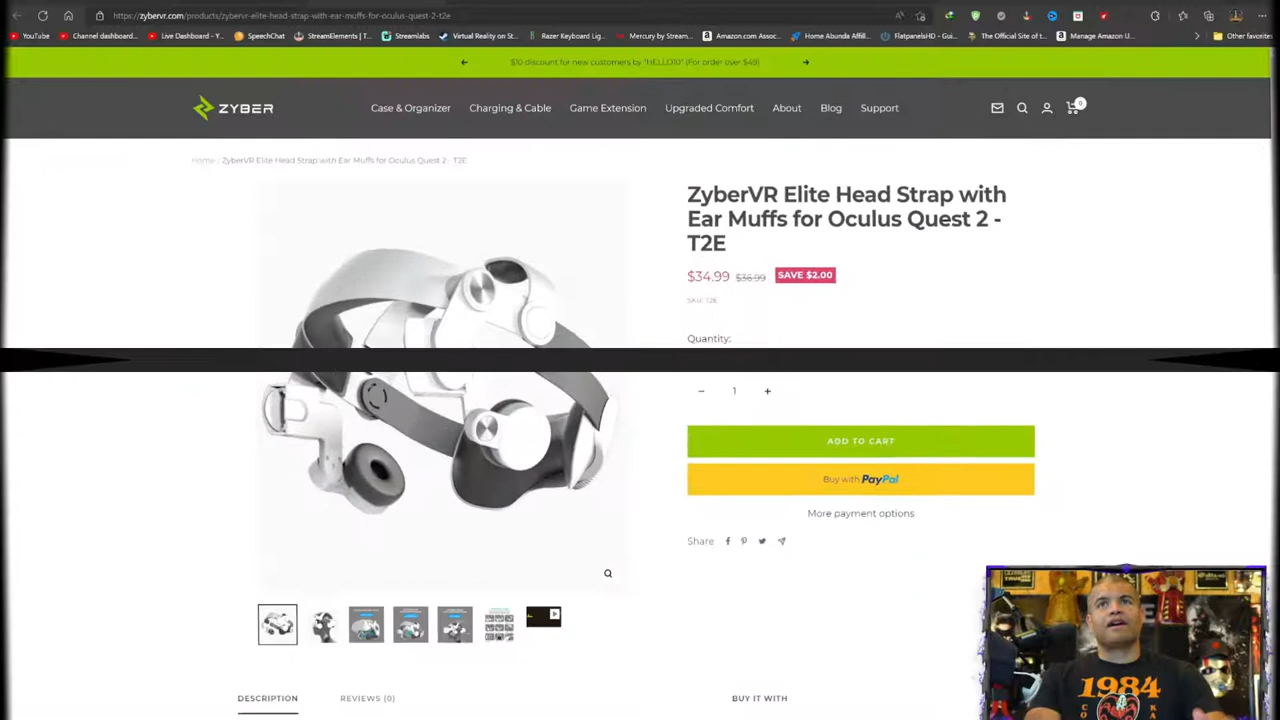 https://zybervr.com/products/zybervr-elite-head-strap-with-ear-muffs-for-oculus-quest-2-t2e
YouTube
Channel dashboard...
Live Dashboard - Y...
SpeechChat
StreamElements | T...
Streamlabs
Virtual Reality on St...
Razer Keyboard Lig...
Mercury by Stream...
Amazon.com Assoc...
Home Abunda Affili...
FlatpanelsHD - Gui...
The Official Site of t...
Manage Amazon U...
Other favorites
$10 discount for new customers by "HELLO10" (For order over $49)
ZYBER
Case & Organizer
Charging & Cable
Game Extension
Upgraded Comfort
About
Blog
Support
0
Home / ZyberVR Elite Head Strap with Ear Muffs for Oculus Quest 2 - T2E
ZyberVR Elite Head Strap with
Ear Muffs for Oculus Quest 2 -
T2E
$34.99 $36.99 SAVE $2.00
SKU: T2E
Quantity:
− 1 +
ADD TO CART
Buy with PayPal
More payment options
Share
DESCRIPTION
REVIEWS (0)
BUY IT WITH
1984